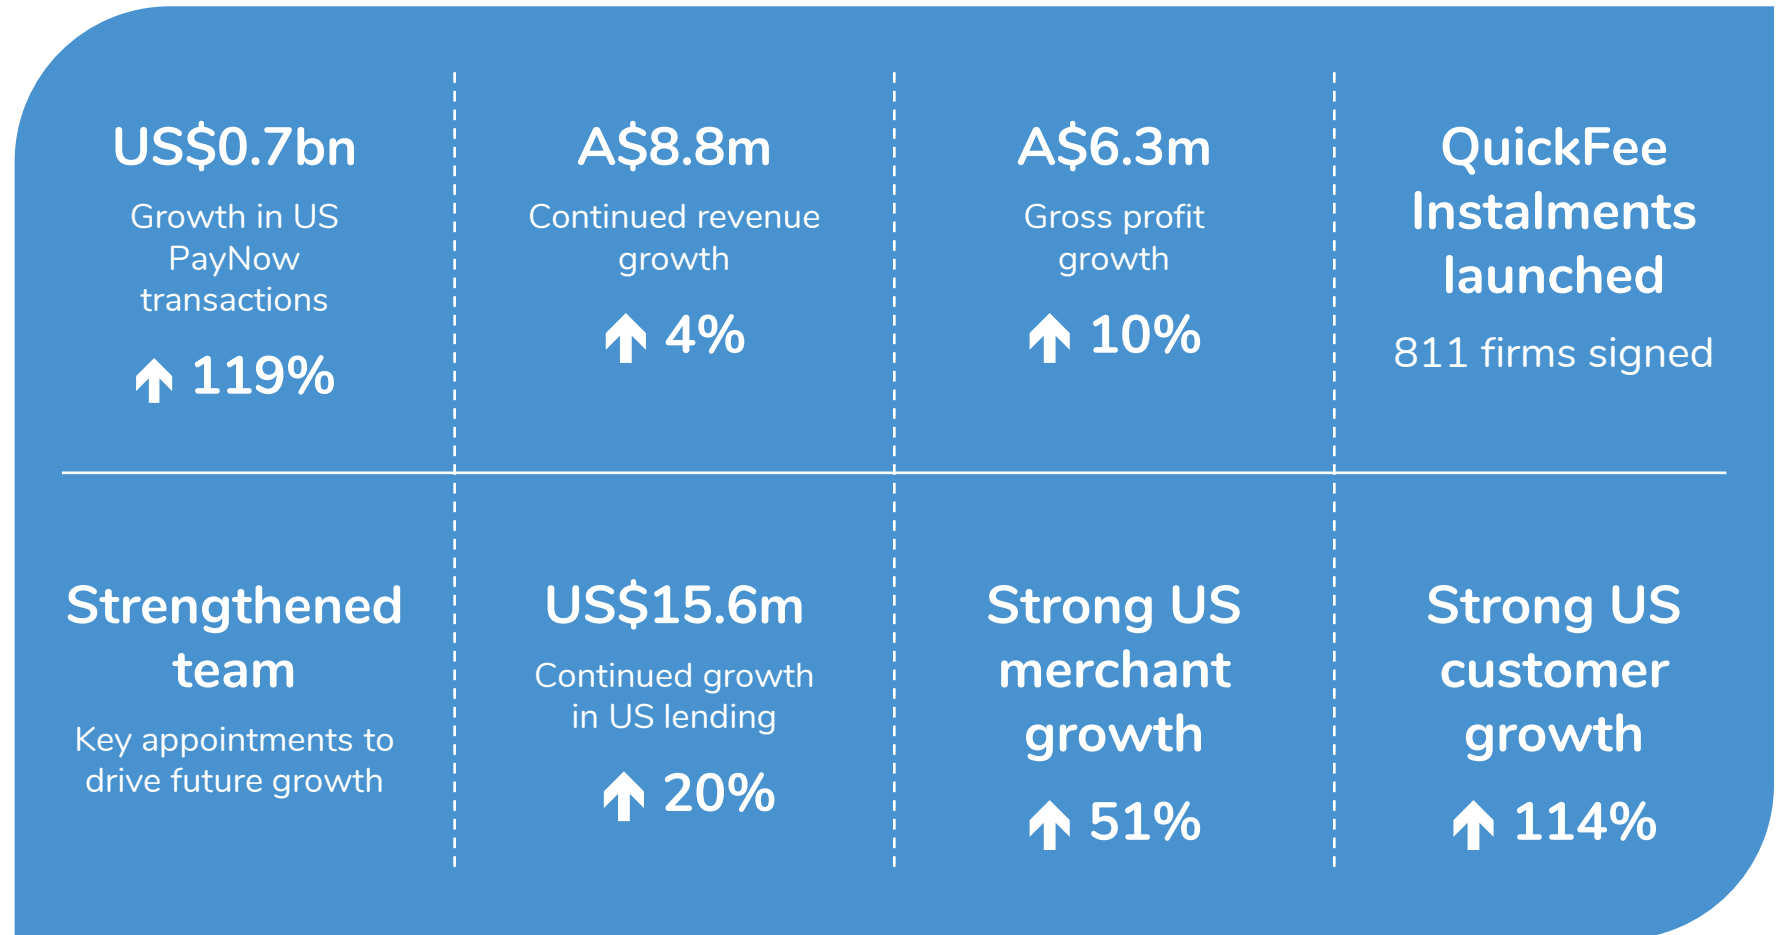 US$0.7bn
Growth in US
PayNow
transactions
119%
A$8.8m
Continued revenue
growth
4%
A$6.3m
Gross profit
growth
10%
QuickFee
Instalments
launched
811 firms signed
Strengthened
team
Key appointments to
drive future growth
US$15.6m
Continued growth
in US lending
20%
Strong US
merchant
growth
51%
Strong US
customer
growth
114%